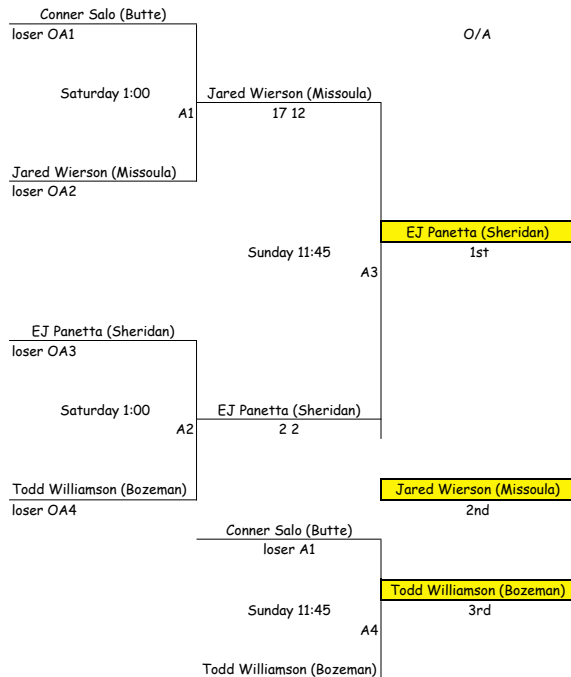 Conner Salo (Butte)
loser OA1
O/A
Saturday 1:00
A1
Jared Wierson (Missoula)
17 12
Jared Wierson (Missoula)
loser OA2
EJ Panetta (Sheridan)
1st
Sunday 11:45
A3
EJ Panetta (Sheridan)
loser OA3
Saturday 1:00
A2
EJ Panetta (Sheridan)
2 2
Todd Williamson (Bozeman)
loser OA4
Jared Wierson (Missoula)
2nd
Conner Salo (Butte)
loser A1
Todd Williamson (Bozeman)
3rd
Sunday 11:45
A4
Todd Williamson (Bozeman)